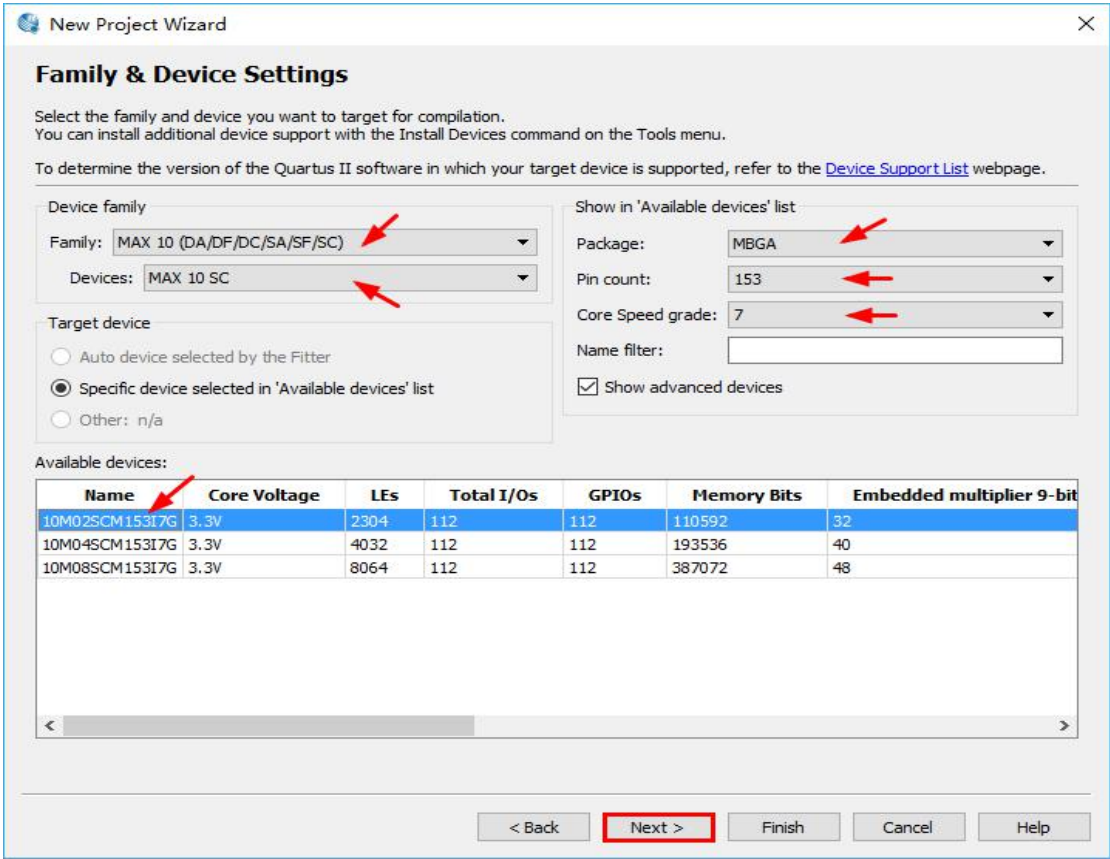 New Project Wizard
Family & Device Settings
Select the family and device you want to target for compilation.
You can install additional device support with the Install Devices command on the Tools menu.
To determine the version of the Quartus II software in which your target device is supported, refer to the Device Support List webpage.
Device family
Family: MAX 10 (DA/DF/DC/SA/SF/SC)
Devices: MAX 10 SC
Target device
Auto device selected by the Fitter
Specific device selected in 'Available devices' list
Other: n/a
Show in 'Available devices' list
Package: MBGA
Pin count: 153
Core Speed grade: 7
Name filter:
Show advanced devices
Available devices:
Name Core Voltage LEs Total I/Os GPIOs Memory Bits Embedded multiplier 9-bit
10M02SCM153I7G 3.3V 2304 112 112 110592 32
10M04SCM153I7G 3.3V 4032 112 112 193536 40
10M08SCM153I7G 3.3V 8064 112 112 387072 48
< Back Next > Finish Cancel Help